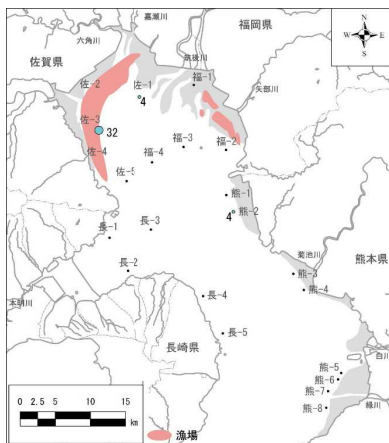 嘉瀬川
福岡県
六角川
N
W E
S
佐賀県
筑後川
福-1
佐-2
佐-1
4
矢部川
佐-3
32
福-3
福-2
佐-4
福-4
佐-5
熊-1
熊-2
4
長-3
長-1
菊池川
熊本県
長-2
熊-3
熊-4
本明川
長-4
長崎県
長-5
白川
熊-5
熊-6
熊-7
緑川
熊-8
0 2.5 5 10 15
km
漁場